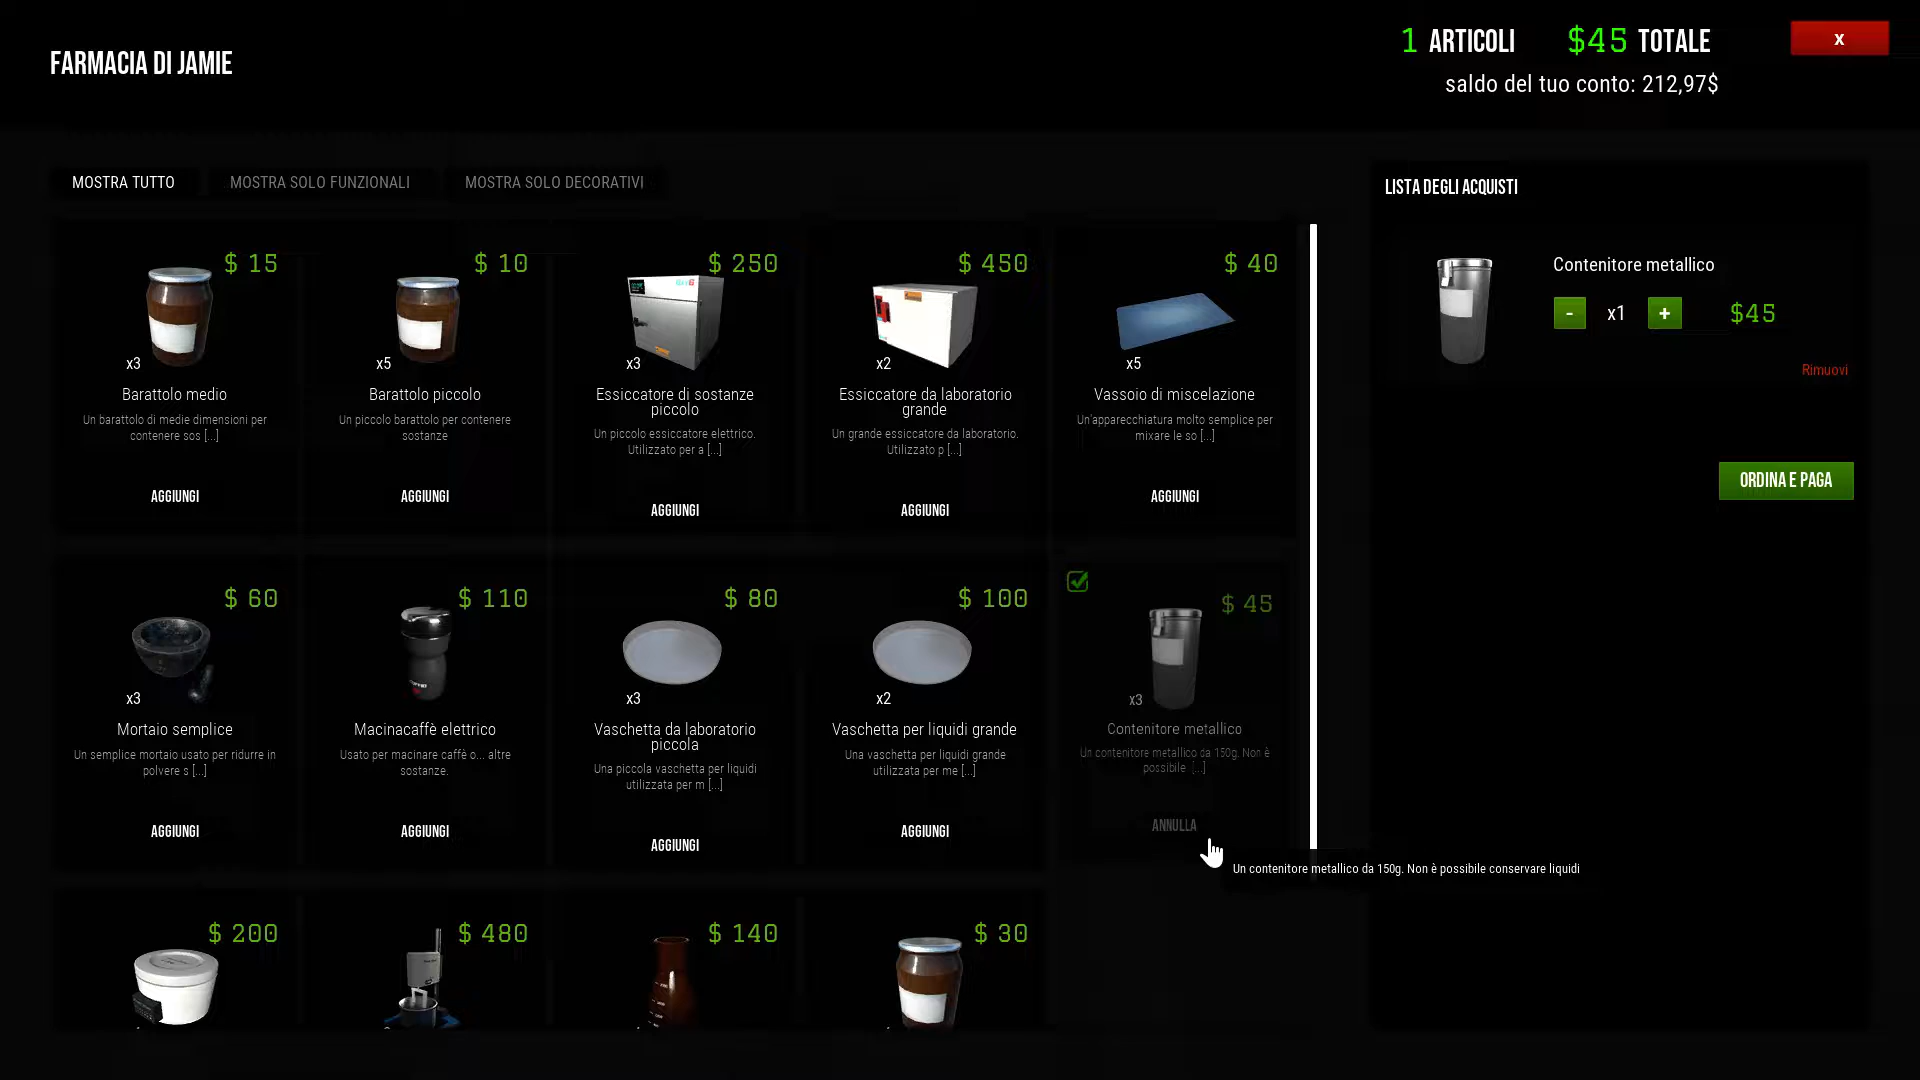 FARMACIA DI JAMIE
1 ARTICOLI $45 TOTALE
x
saldo del tuo conto: 212,97$
MOSTRA TUTTO
MOSTRA SOLO FUNZIONALI
MOSTRA SOLO DECORATIVI
$ 15
x3
Barattolo medio
Un barattolo di medie dimensioni per
contenere sos [...]
AGGIUNGI
$ 10
x5
Barattolo piccolo
Un piccolo barattolo per contenere
sostanze
AGGIUNGI
$ 250
x3
Essiccatore di sostanze
piccolo
Un piccolo essiccatore elettrico.
Utilizzato per a [...]
AGGIUNGI
$ 450
x2
Essiccatore da laboratorio
grande
Un grande essiccatore da laboratorio.
Utilizzato p [...]
AGGIUNGI
$ 40
x5
Vassoio di miscelazione
Un'apparecchiatura molto semplice per
mixare le so [...]
AGGIUNGI
$ 60
x3
Mortaio semplice
Un semplice mortaio usato per ridurre in
polvere s [...]
AGGIUNGI
$ 110
Macinacaffè elettrico
Usato per macinare caffè o... altre
sostanze.
AGGIUNGI
$ 80
x3
Vaschetta da laboratorio
piccola
Una piccola vaschetta per liquidi
utilizzata per m [...]
AGGIUNGI
$ 100
x2
Vaschetta per liquidi grande
Una vaschetta per liquidi grande
utilizzata per me [...]
AGGIUNGI
$ 45
x3
Contenitore metallico
Un contenitore metallico da 150g. Non è
possibile [...]
ANNULLA
Un contenitore metallico da 150g. Non è possibile conservare liquidi
$ 200
$ 480
$ 140
$ 30
LISTA DEGLI ACQUISTI
Contenitore metallico
- x1 + $45
Rimuovi
ORDINA E PAGA